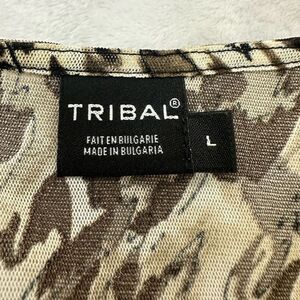 TRIBAL®
FAIT EN BULGARIE
MADE IN BULGARIA
L